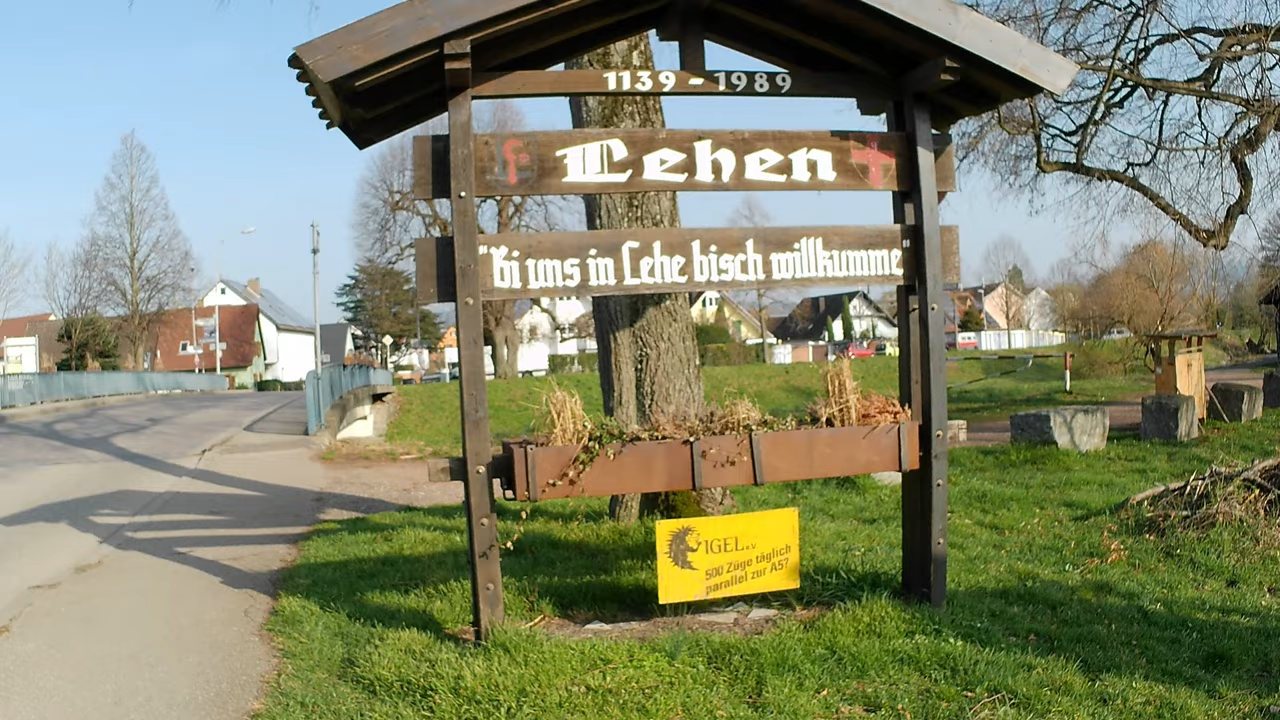 1139 - 1989
Lehen
"Bi uns in Lehe bisch willkumme"
IGEL e.V
500 Züge täglich
parallel zur A5?